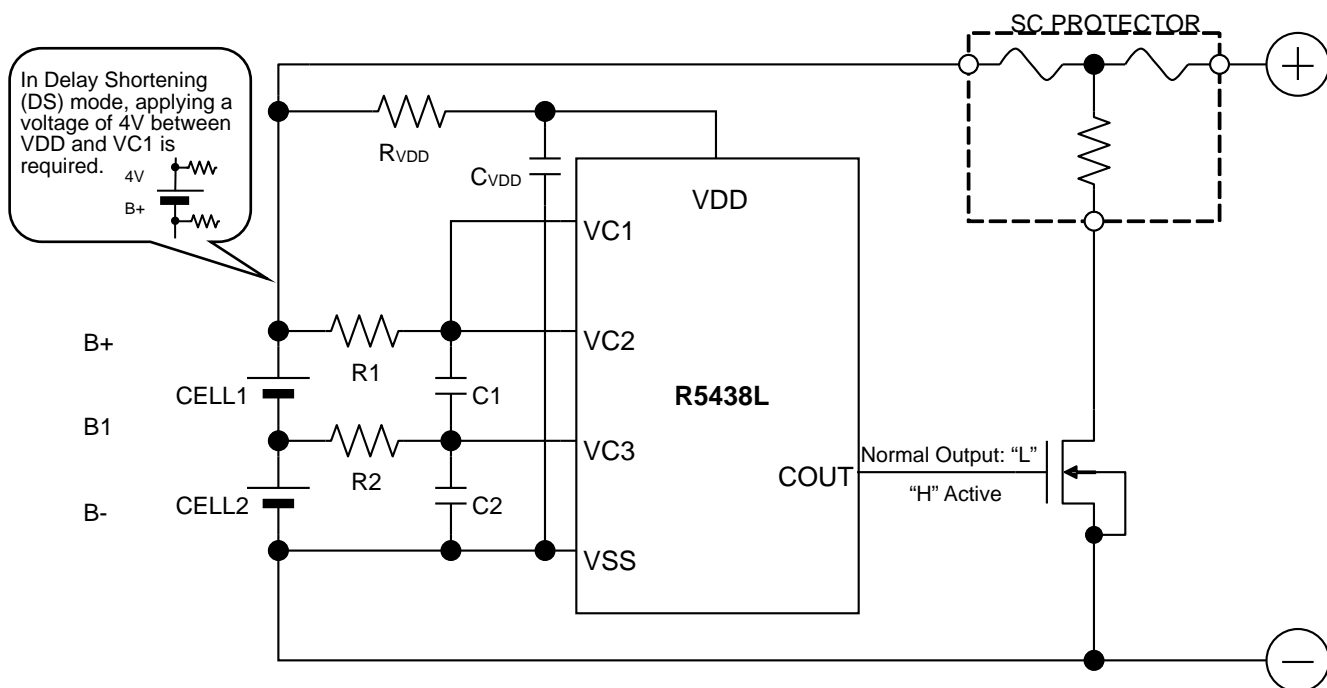 SC PROTECTOR
In Delay Shortening
(DS) mode, applying a
voltage of 4V between
VDD and VC1 is
required.
4V
B+
RVDD
CVDD
VDD
VC1
B+
R1
VC2
CELL1
C1
R5438L
B1
R2
VC3
Normal Output: “L”
COUT
“H” Active
B-
CELL2
C2
VSS
+
−